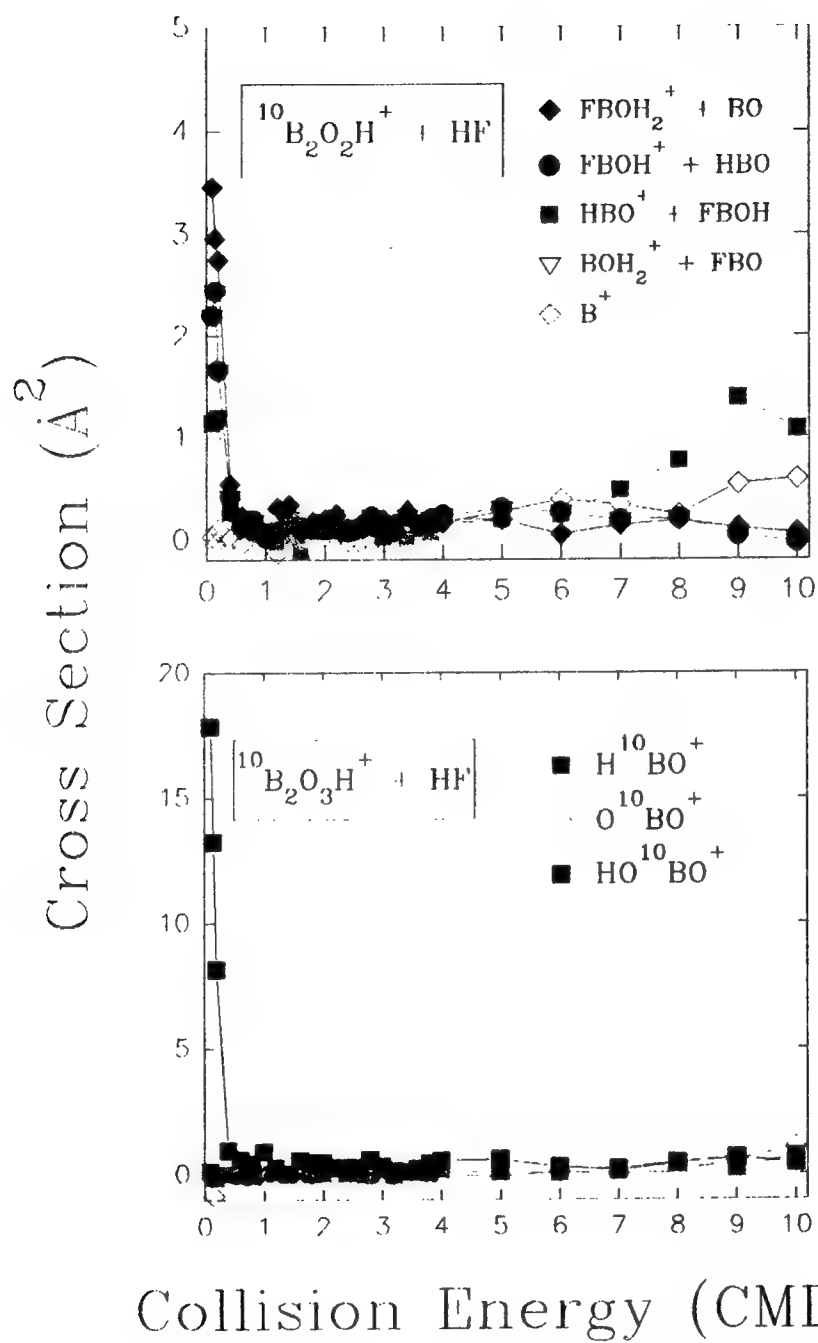 Cross Section (Å²)
5
4
3
2
1
0
¹⁰B₂O₂H⁺ + HF
FBOH₂⁺ + BO
FBOH⁺ + HBO
HBO⁺ + FBOH
BOH₂⁺ + FBO
B⁺
0 1 2 3 4 5 6 7 8 9 10
20
15
10
5
0
¹⁰B₂O₃H⁺ + HF
H¹⁰BO⁺
O¹⁰BO⁺
HO¹⁰BO⁺
0 1 2 3 4 5 6 7 8 9 10
Collision Energy (CM